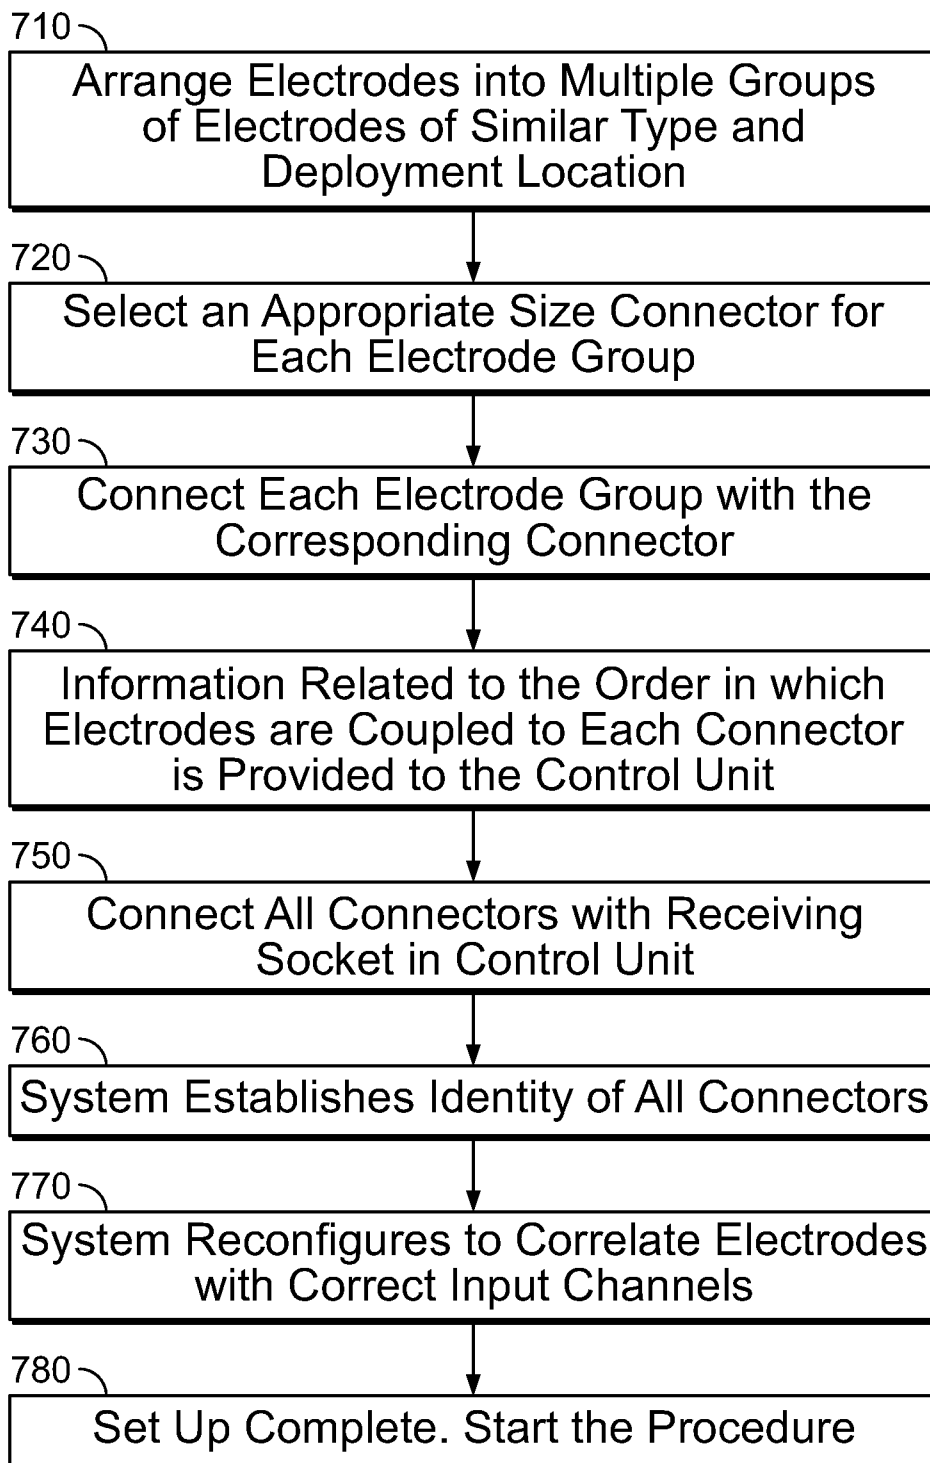 710
Arrange Electrodes into Multiple Groups
of Electrodes of Similar Type and
Deployment Location
720
Select an Appropriate Size Connector for
Each Electrode Group
730
Connect Each Electrode Group with the
Corresponding Connector
740
Information Related to the Order in which
Electrodes are Coupled to Each Connector
is Provided to the Control Unit
750
Connect All Connectors with Receiving
Socket in Control Unit
760
System Establishes Identity of All Connectors
770
System Reconfigures to Correlate Electrodes
with Correct Input Channels
780
Set Up Complete. Start the Procedure